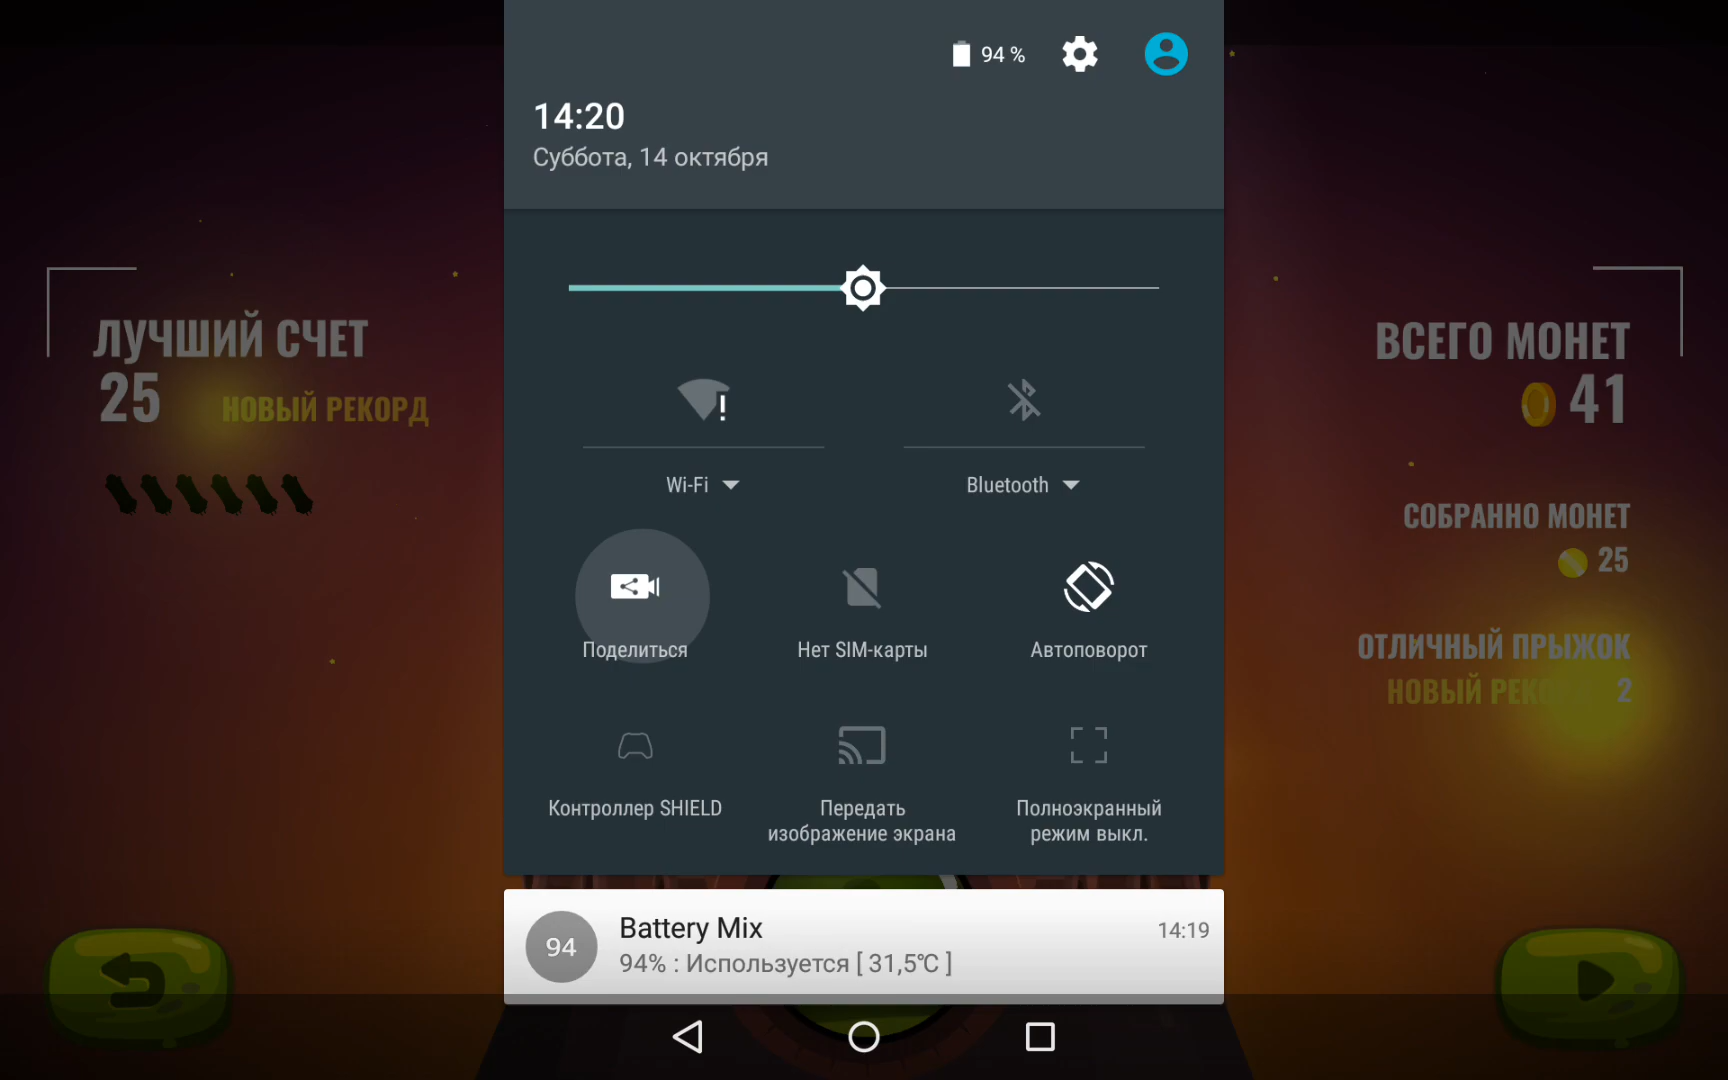 94 %
14:20
Суббота, 14 октября
ЛУЧШИЙ СЧЕТ
25
НОВЫЙ РЕКОРД
ВСЕГО МОНЕТ
41
СОБРАННО МОНЕТ
25
ОТЛИЧНЫЙ ПРЫЖОК
НОВЫЙ РЕКОРД 2
Wi-Fi
Bluetooth
Поделиться
Нет SIM-карты
Автоповорот
Контроллер SHIELD
Передать
изображение экрана
Полноэкранный
режим выкл.
94
Battery Mix
14:19
94% : Используется [ 31,5℃ ]